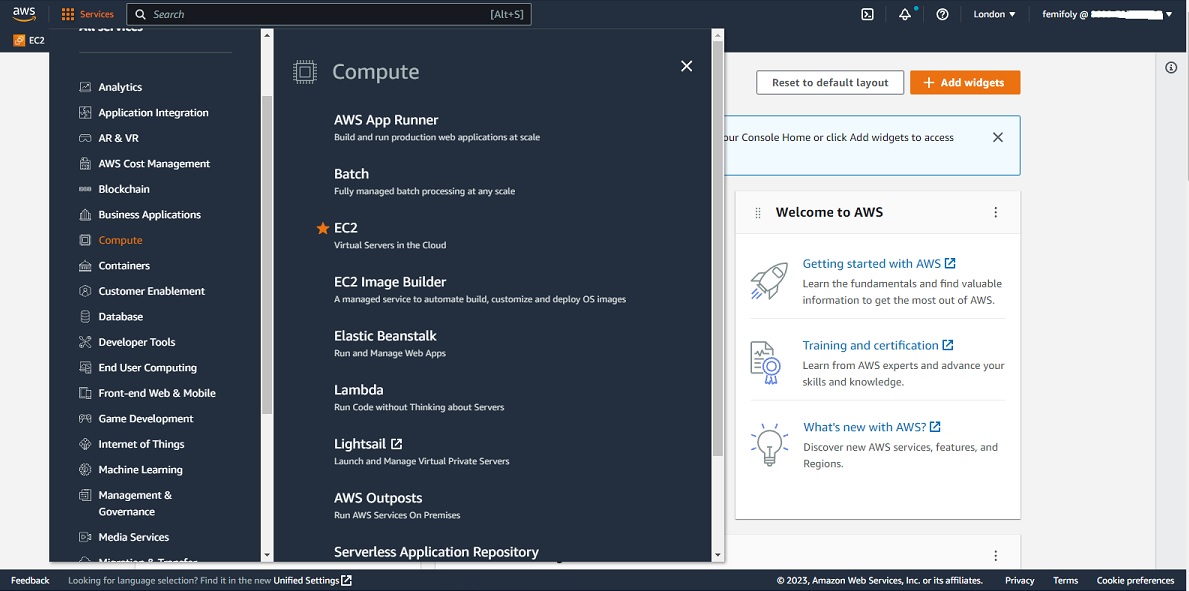 aws
Services
Search
[Alt+S]
London
femifoly @
EC2
All services
Analytics
Application Integration
AR & VR
AWS Cost Management
Blockchain
Business Applications
Compute
Containers
Customer Enablement
Database
Developer Tools
End User Computing
Front-end Web & Mobile
Game Development
Internet of Things
Machine Learning
Management &
Governance
Media Services
Migration & Transfer
Compute
AWS App Runner
Build and run production web applications at scale
Batch
Fully managed batch processing at any scale
EC2
Virtual Servers in the Cloud
EC2 Image Builder
A managed service to automate build, customize and deploy OS images
Elastic Beanstalk
Run and Manage Web Apps
Lambda
Run Code without Thinking about Servers
Lightsail
Launch and Manage Virtual Private Servers
AWS Outposts
Run AWS Services On Premises
Serverless Application Repository
Reset to default layout
+ Add widgets
our Console Home or click Add widgets to access
Welcome to AWS
Getting started with AWS
Learn the fundamentals and find valuable
information to get the most out of AWS.
Training and certification
Learn from AWS experts and advance your
skills and knowledge.
What's new with AWS?
Discover new AWS services, features, and
Regions.
Feedback
Looking for language selection? Find it in the new Unified Settings
© 2023, Amazon Web Services, Inc. or its affiliates.
Privacy
Terms
Cookie preferences